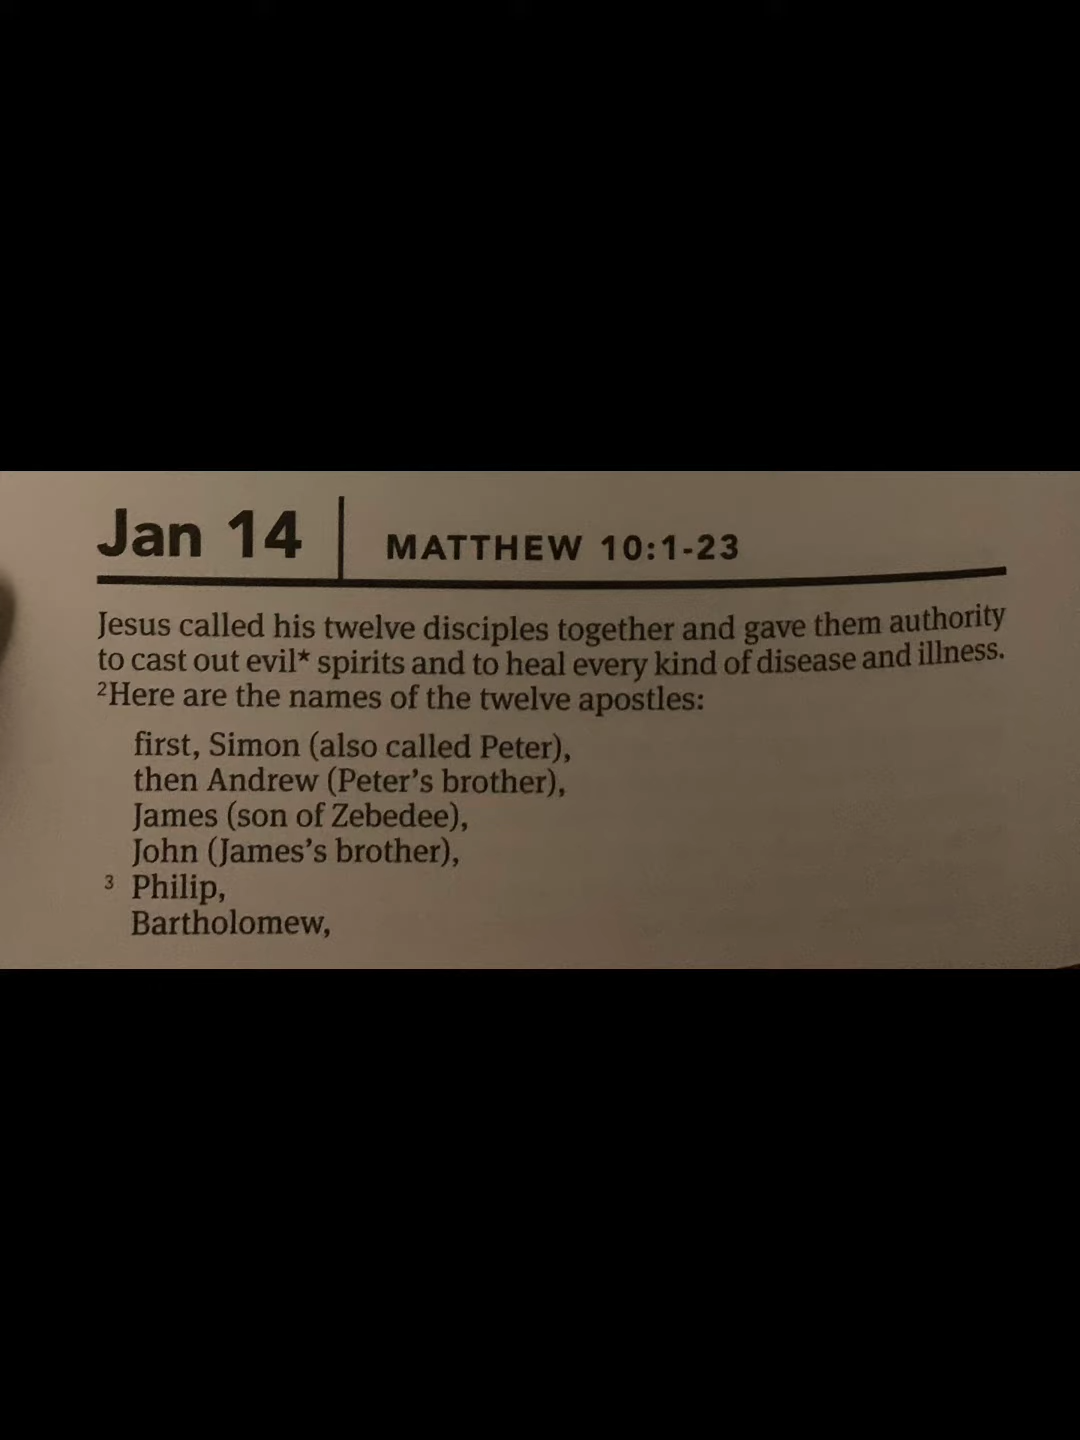 Jan 14 | MATTHEW 10:1-23
Jesus called his twelve disciples together and gave them authority
to cast out evil* spirits and to heal every kind of disease and illness.
²Here are the names of the twelve apostles:
first, Simon (also called Peter),
then Andrew (Peter’s brother),
James (son of Zebedee),
John (James’s brother),
3 Philip,
Bartholomew,